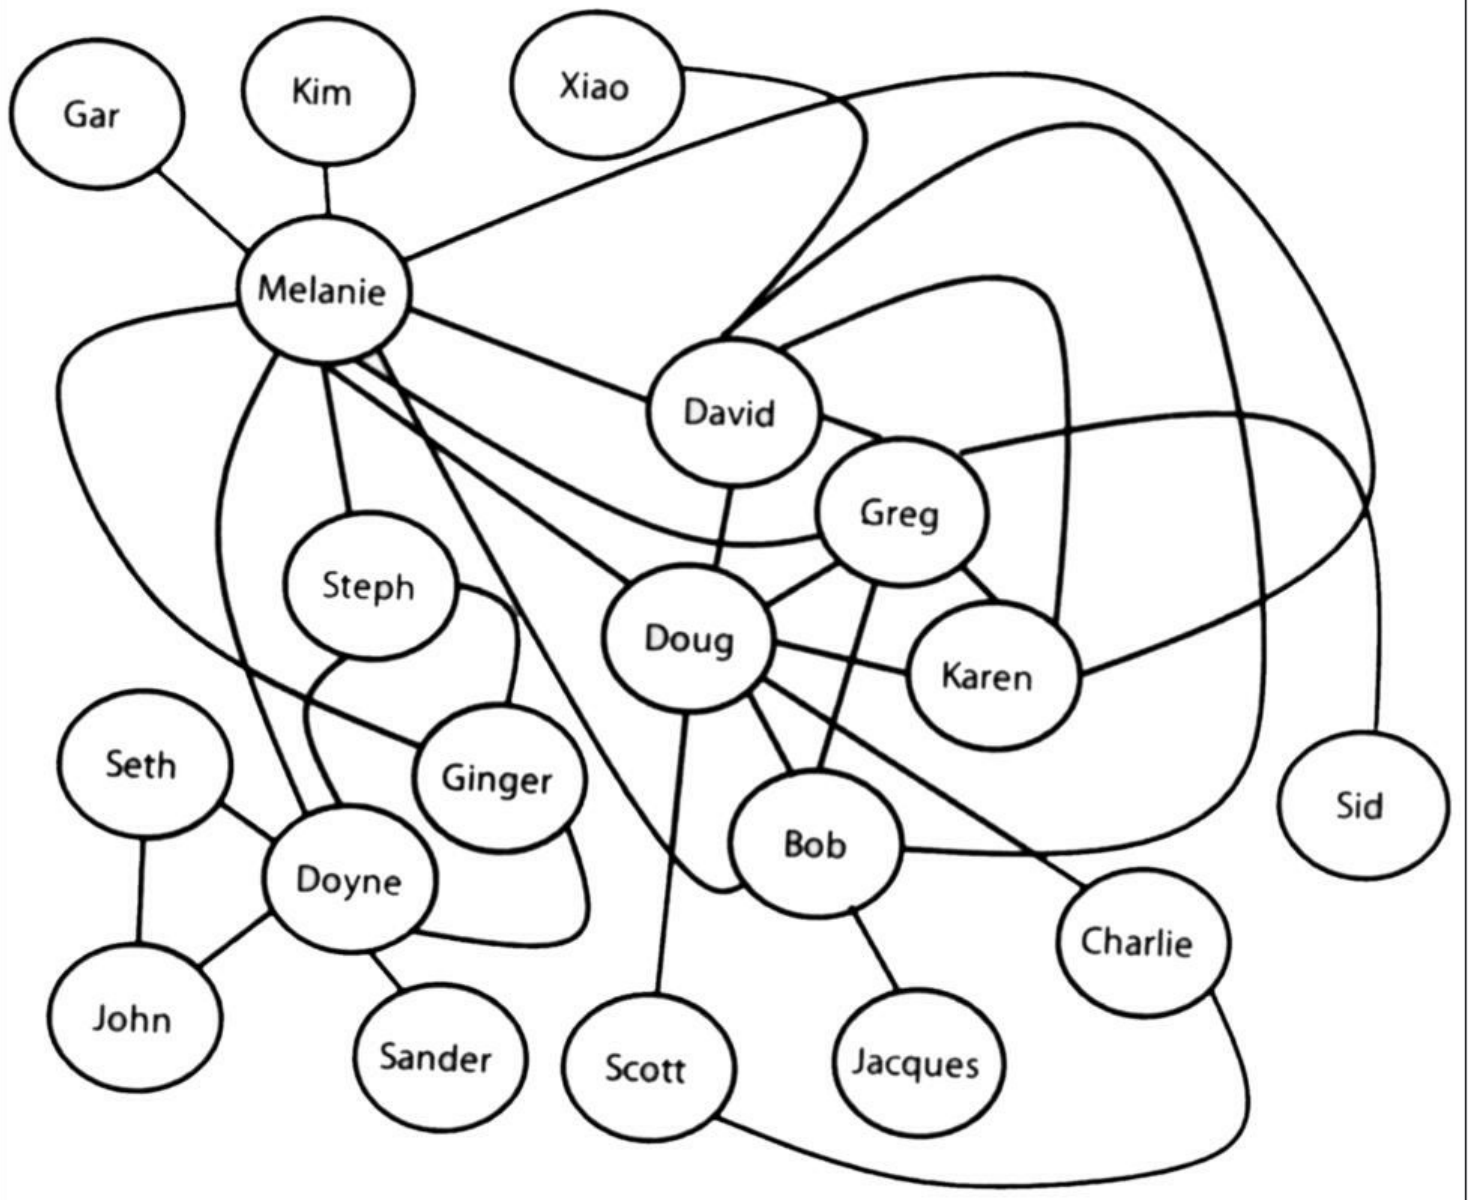 Gar
Kim
Xiao
Melanie
David
Greg
Steph
Doug
Karen
Seth
Ginger
Sid
Bob
Doyne
Charlie
John
Sander
Scott
Jacques